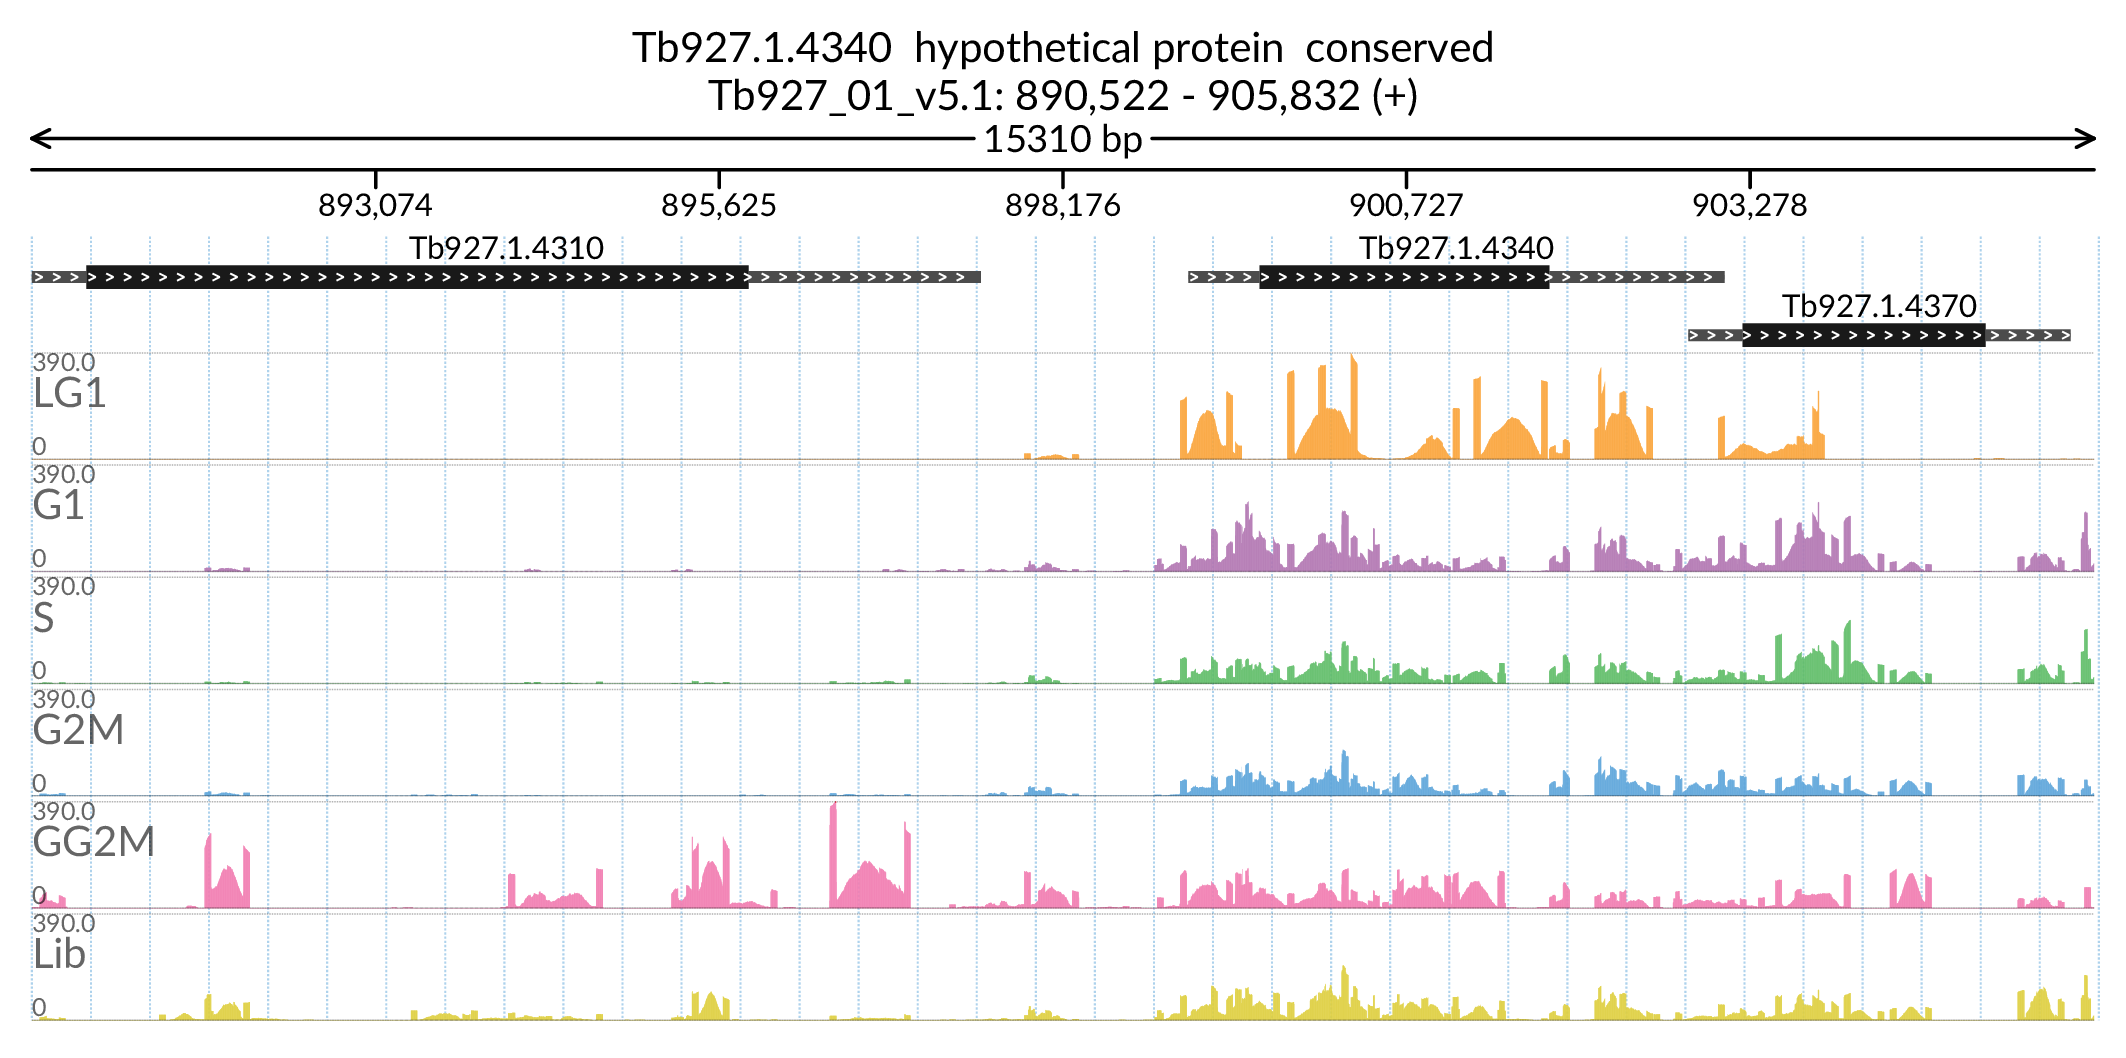 Tb927.1.4340  hypothetical protein  conserved
Tb927_01_v5.1: 890,522 - 905,832 (+)
15310 bp
893,074 895,625 898,176 900,727 903,278
Tb927.1.4310 Tb927.1.4340
Tb927.1.4370
390.0
LG1
0
390.0
G1
0
390.0
S
0
390.0
G2M
0
390.0
GG2M
0
390.0
Lib
0